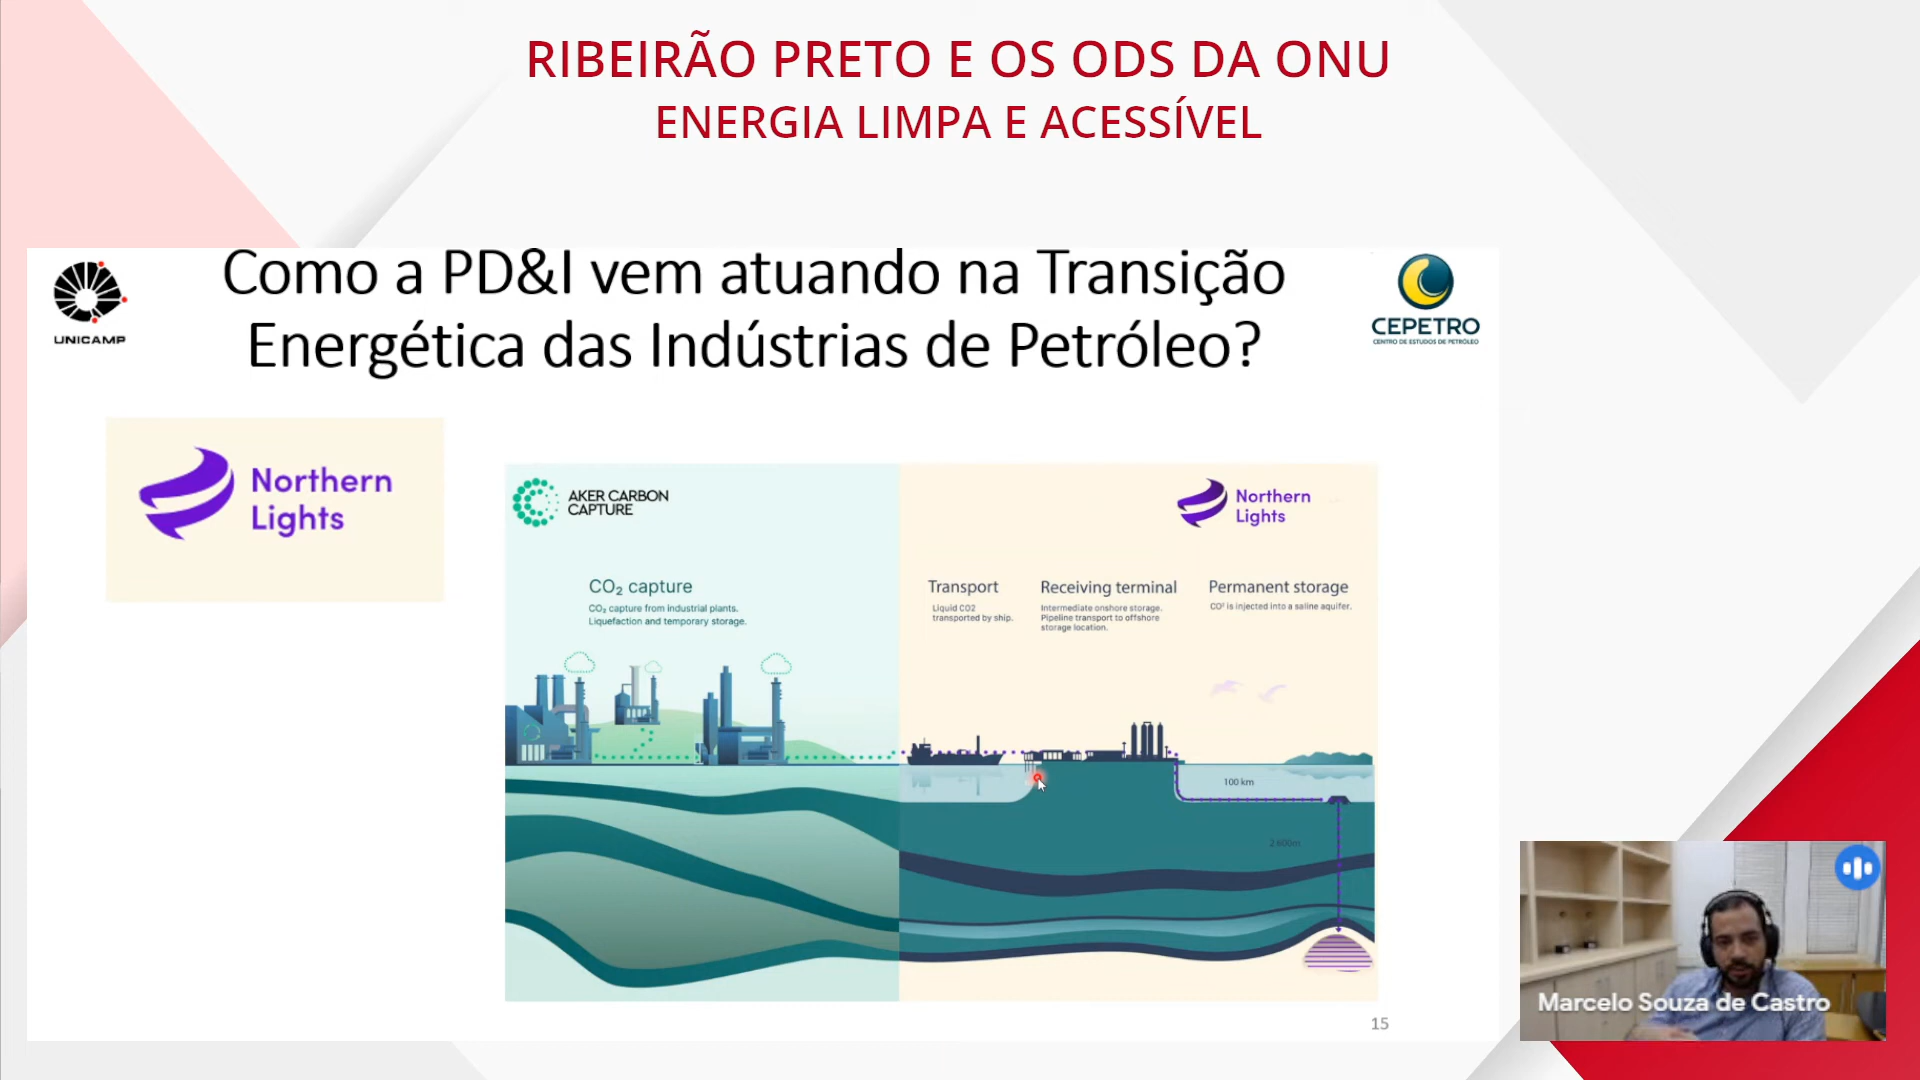 RIBEIRÃO PRETO E OS ODS DA ONU
ENERGIA LIMPA E ACESSÍVEL
UNICAMP
Como a PD&I vem atuando na Transição
Energética das Indústrias de Petróleo?
CEPETRO
CENTRO DE ESTUDOS DE PETRÓLEO
Northern
Lights
AKER CARBON
CAPTURE
Northern
Lights
CO₂ capture
CO₂ capture from industrial plants.
Liquefaction and temporary storage.
Transport
Liquid CO2
transported by ship.
Receiving terminal
Intermediate onshore storage.
Pipeline transport to offshore
storage location.
Permanent storage
CO² is injected into a saline aquifer.
100 km
2 600m
15
Marcelo Souza de Castro